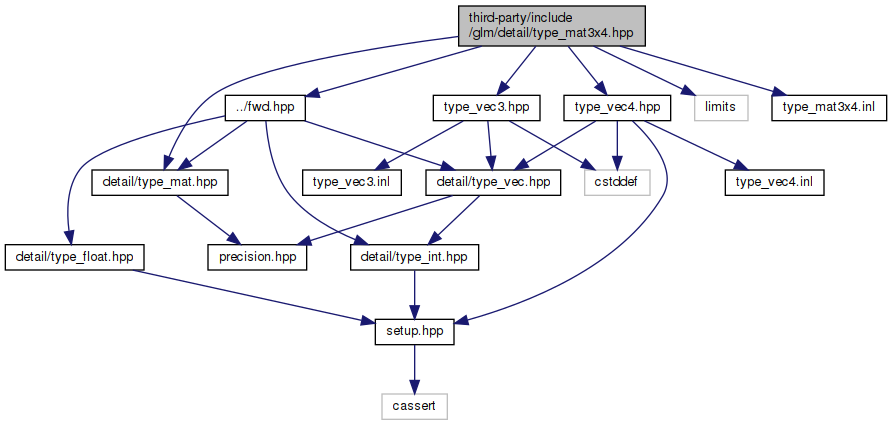 third-party/include
/glm/detail/type_mat3x4.hpp
../fwd.hpp
type_vec3.hpp
type_vec4.hpp
limits
type_mat3x4.inl
detail/type_mat.hpp
type_vec3.inl
detail/type_vec.hpp
cstddef
type_vec4.inl
detail/type_float.hpp
precision.hpp
detail/type_int.hpp
setup.hpp
cassert